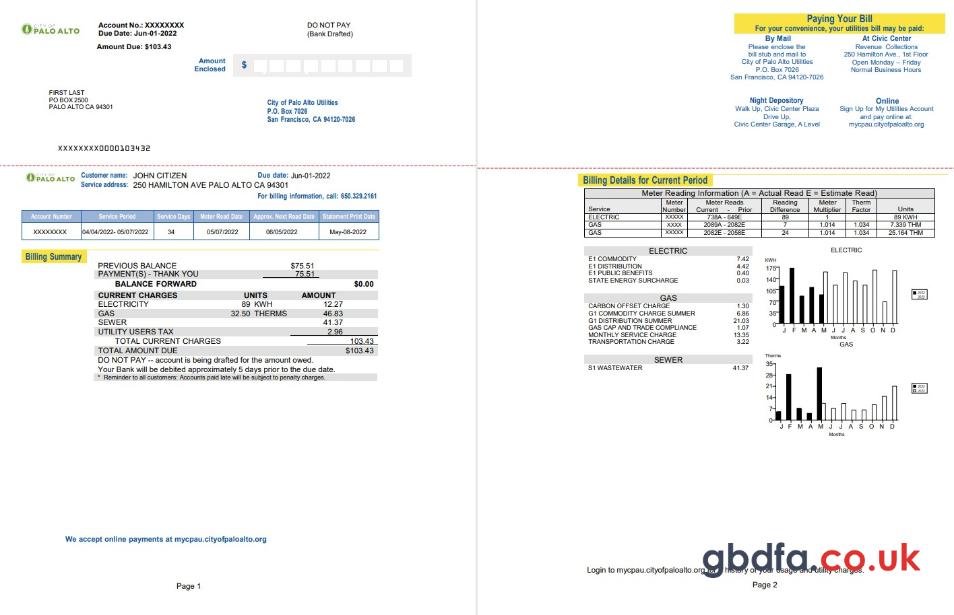 CITY OF
PALO ALTO
Account No: XXXXXXXX
Due Date: Jun-01-2022
Amount Due: $103.43
DO NOT PAY
(Bank Drafted)
Amount
Enclosed
$
FIRST LAST
PO BOX 2500
PALO ALTO CA 94301
City of Palo Alto Utilities
P.O. Box 7026
San Francisco, CA 94120-7026
XXXXXXXX0000103432
Paying Your Bill
For your convenience, your utilities bill may be paid:
By Mail
Please enclose the
bill stub and mail to
City of Palo Alto Utilities
P.O. Box 7026
San Francisco, CA 94120-7026
At Civic Center
Revenue Collections
250 Hamilton Ave., 1st Floor
Open Monday – Friday
Normal Business Hours
Night Depository
Walk Up, Civic Center Plaza
Drive Up,
Civic Center Garage, A Level
Online
Sign Up for My Utilities Account
and pay online at
mycpau.cityofpaloalto.org
CITY OF
PALO ALTO
Customer name: JOHN CITIZEN Due date: Jun-01-2022
Service address: 250 HAMILTON AVE PALO ALTO CA 94301
For billing information, call: 650.329.2161
Account Number Service Period Service Days Meter Read Date Approx. Next Read Date Statement Print Date
XXXXXXXX 04/04/2022- 05/07/2022 34 05/07/2022 06/05/2022 May-08-2022
Billing Summary
PREVIOUS BALANCE $75.51
PAYMENT(S) - THANK YOU 75.51
BALANCE FORWARD $0.00
CURRENT CHARGES UNITS AMOUNT
ELECTRICITY 89 KWH 12.27
GAS 32.50 THERMS 46.83
SEWER 41.37
UTILITY USERS TAX 2.96
TOTAL CURRENT CHARGES 103.43
TOTAL AMOUNT DUE $103.43
DO NOT PAY -- account is being drafted for the amount owed.
Your Bank will be debited approximately 5 days prior to the due date.
* Reminder to all customers: Accounts paid late will be subject to penalty charges.
We accept online payments at mycpau.cityofpaloalto.org
Page 1
Billing Details for Current Period
Meter Reading Information (A = Actual Read E = Estimate Read)
Service Meter Number Meter Reads Current - Prior Reading Difference Meter Multiplier Therm Factor Units
ELECTRIC XXXXX 738A - 649E 89 1 89 KWH
GAS XXXX 2089A - 2082E 7 1.014 1.034 7.339 THM
GAS XXXXX 2082E - 2058E 24 1.014 1.034 25.164 THM
ELECTRIC
E1 COMMODITY 7.42
E1 DISTRIBUTION 4.42
E1 PUBLIC BENEFITS 0.40
STATE ENERGY SURCHARGE 0.03
GAS
CARBON OFFSET CHARGE 1.30
G1 COMMODITY CHARGE SUMMER 6.86
G1 DISTRIBUTION SUMMER 21.03
GAS CAP AND TRADE COMPLIANCE 1.07
MONTHLY SERVICE CHARGE 13.35
TRANSPORTATION CHARGE 3.22
SEWER
S1 WASTEWATER 41.37
ELECTRIC
KWH
175
140
105
70
35
0
J F M A M J J A S O N D
Months
GAS
Therms
35
28
21
14
7
0
J F M A M J J A S O N D
Months
Login to mycpau.cityofpaloalto.org history of your usage and utility charges.
gbdfa.co.uk
Page 2